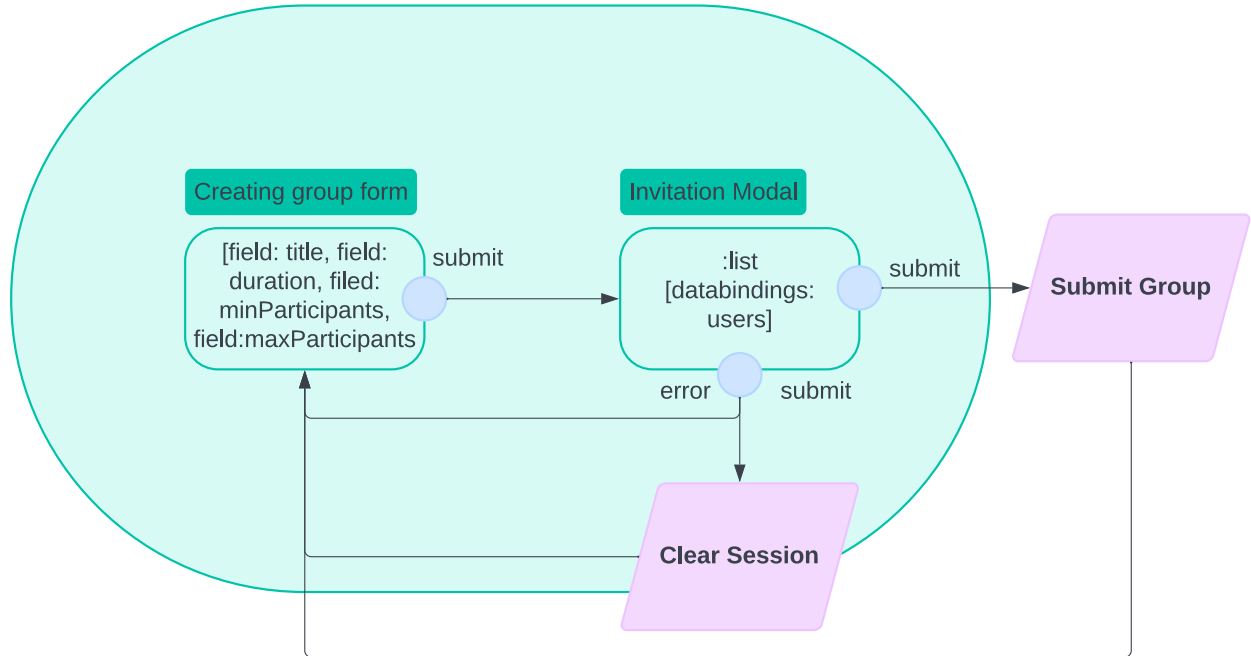 Creating group form
Invitation Modal
[field: title, field:
duration, filed:
minParticipants,
field:maxParticipants
submit
:list
[databindings:
users]
submit
Submit Group
error
submit
Clear Session